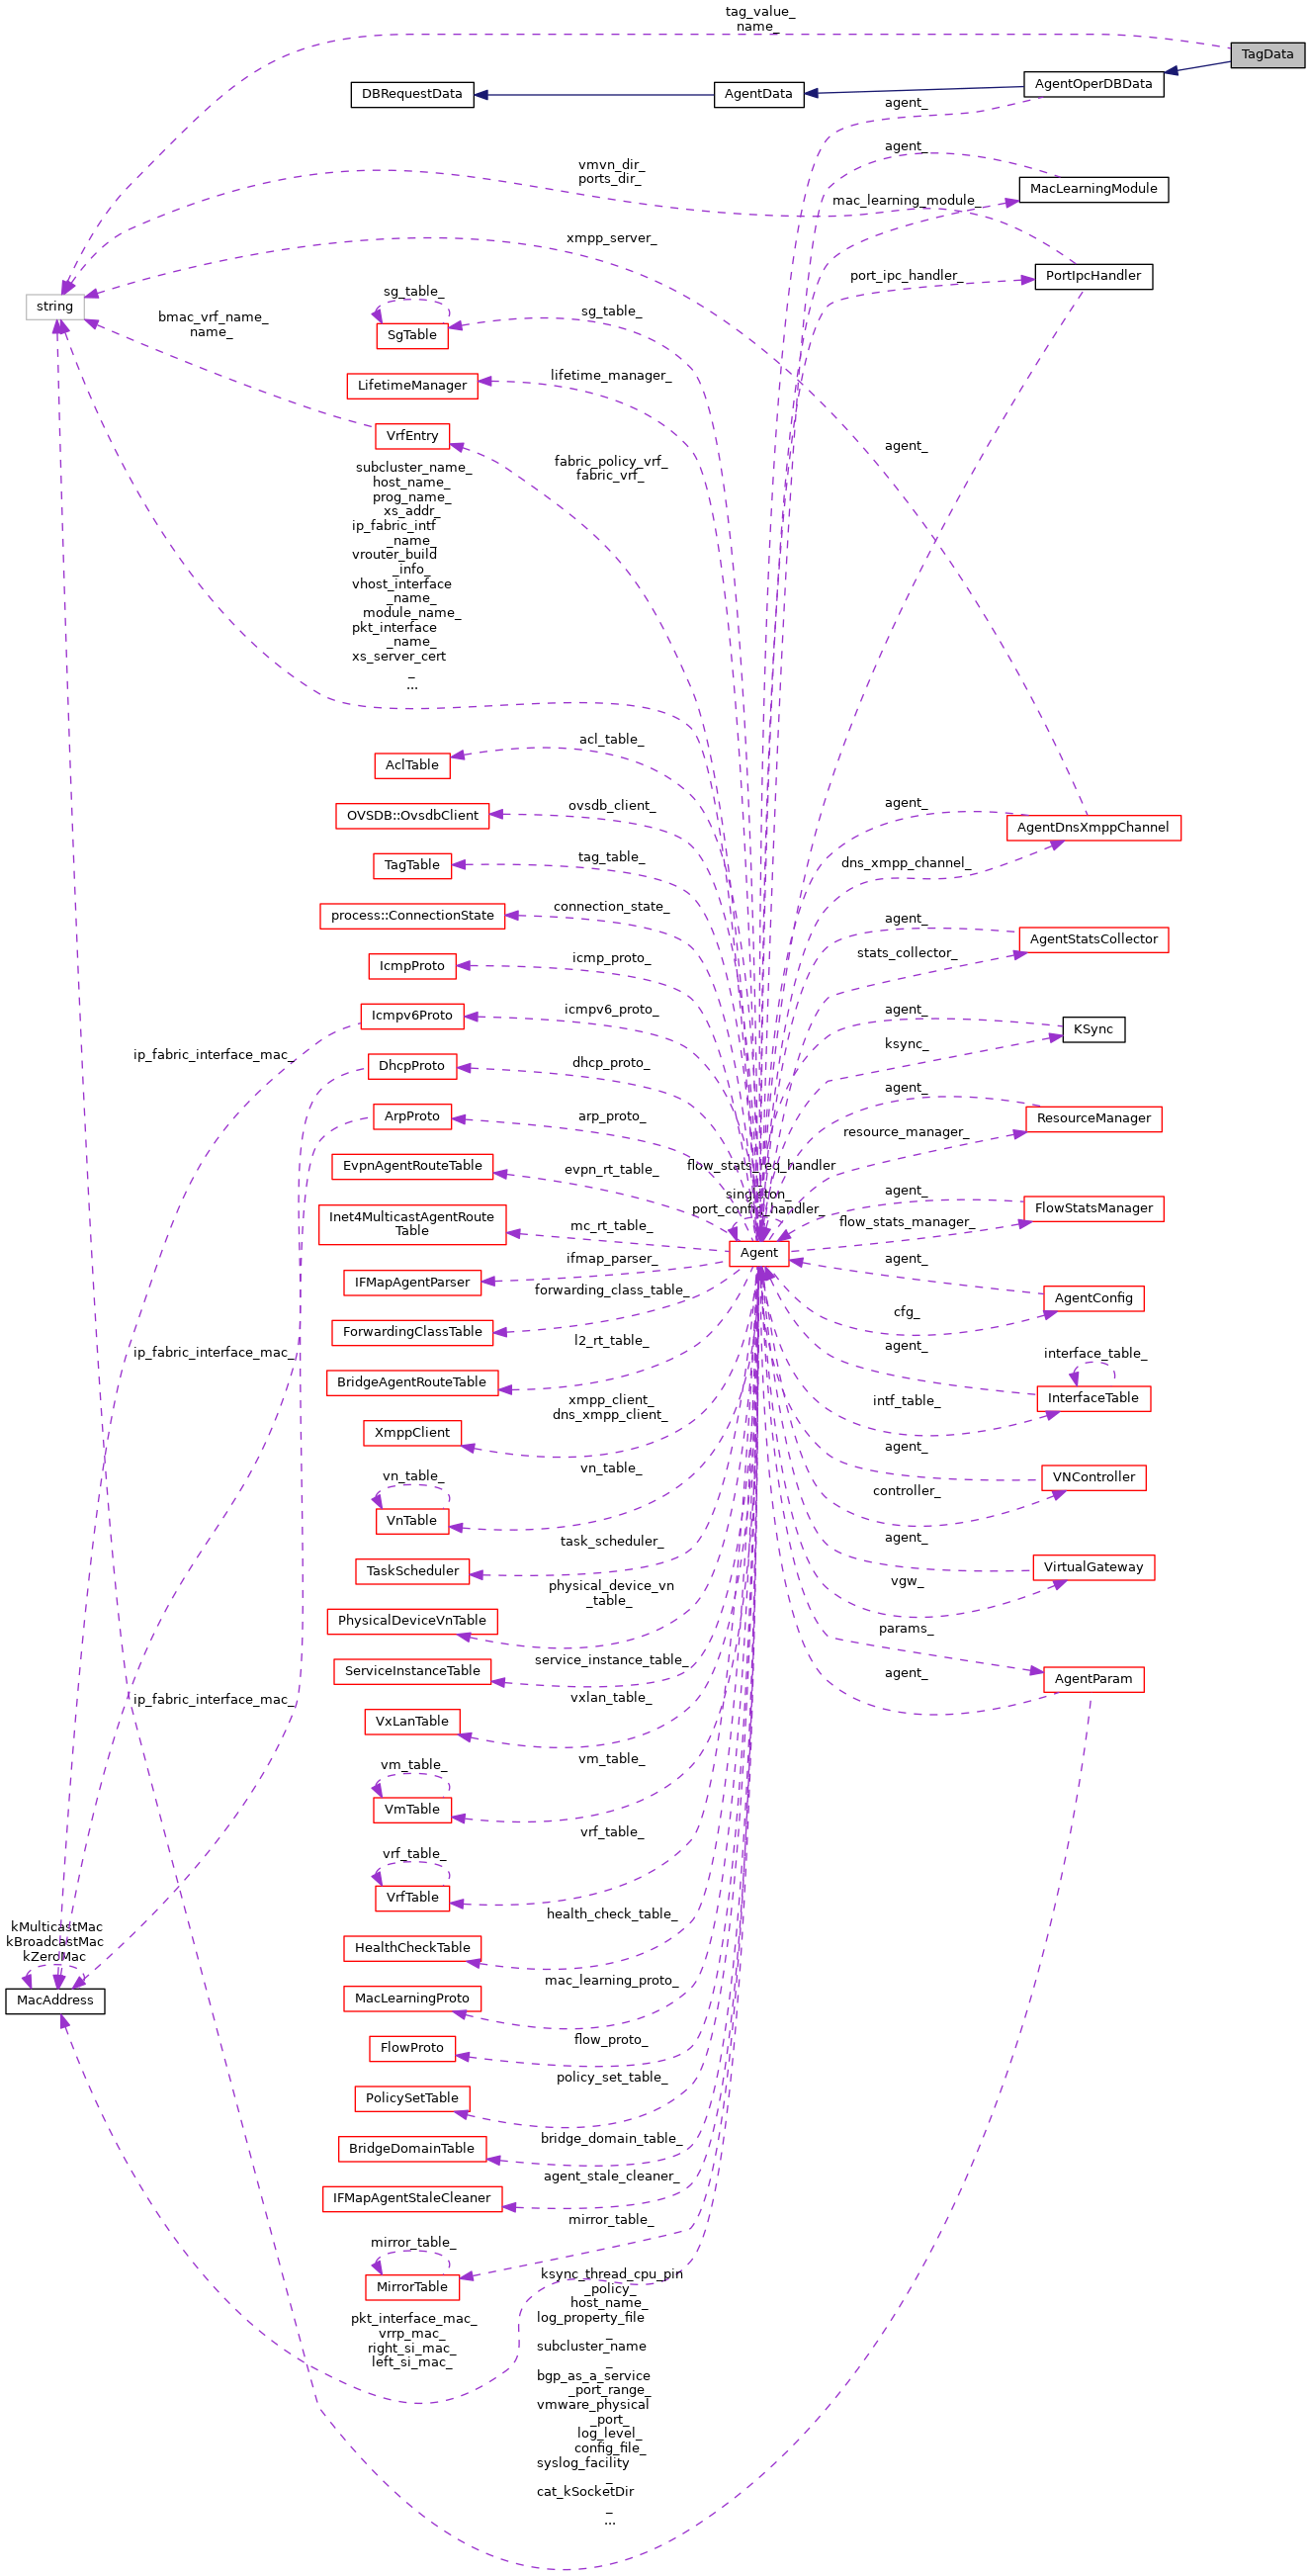 tag_value_
name_
TagData
DBRequestData
AgentData
AgentOperDBData
agent_
agent_
vmvn_dir_
ports_dir_
MacLearningModule
mac_learning_module_
xmpp_server_
port_ipc_handler_
PortIpcHandler
string
sg_table_
SgTable
sg_table_
bmac_vrf_name_
name_
lifetime_manager_
LifetimeManager
VrfEntry
fabric_policy_vrf_
fabric_vrf_
agent_
subcluster_name_
host_name_
prog_name_
xs_addr_
ip_fabric_intf
_name_
vrouter_build
_info_
vhost_interface
_name_
module_name_
pkt_interface
_name_
xs_server_cert
_
...
acl_table_
AclTable
ovsdb_client_
OVSDB::OvsdbClient
agent_
AgentDnsXmppChannel
tag_table_
TagTable
dns_xmpp_channel_
connection_state_
process::ConnectionState
agent_
AgentStatsCollector
stats_collector_
icmp_proto_
IcmpProto
icmpv6_proto_
Icmpv6Proto
agent_
KSync
ksync_
ip_fabric_interface_mac_
dhcp_proto_
DhcpProto
agent_
arp_proto_
ArpProto
ResourceManager
resource_manager_
evpn_rt_table_
EvpnAgentRouteTable
flow_stats_req_handler
_
singleton_
port_config_handler_
agent_
FlowStatsManager
flow_stats_manager_
mc_rt_table_
Inet4MulticastAgentRoute
Table
Agent
ifmap_parser_
IFMapAgentParser
agent_
AgentConfig
cfg_
forwarding_class_table_
ForwardingClassTable
l2_rt_table_
BridgeAgentRouteTable
ip_fabric_interface_mac_
agent_
interface_table_
InterfaceTable
intf_table_
xmpp_client_
dns_xmpp_client_
XmppClient
vn_table_
VnTable
vn_table_
agent_
VNController
controller_
task_scheduler_
TaskScheduler
agent_
VirtualGateway
vgw_
physical_device_vn
_table_
PhysicalDeviceVnTable
params_
service_instance_table_
ServiceInstanceTable
agent_
AgentParam
ip_fabric_interface_mac_
vxlan_table_
VxLanTable
vm_table_
VmTable
vm_table_
vrf_table_
VrfTable
vrf_table_
health_check_table_
HealthCheckTable
kMulticastMac
kBroadcastMac
kZeroMac
MacAddress
mac_learning_proto_
MacLearningProto
flow_proto_
FlowProto
policy_set_table_
PolicySetTable
bridge_domain_table_
BridgeDomainTable
agent_stale_cleaner_
IFMapAgentStaleCleaner
mirror_table_
MirrorTable
mirror_table_
pkt_interface_mac_
vrrp_mac_
right_si_mac_
left_si_mac_
ksync_thread_cpu_pin
_policy_
host_name_
log_property_file
_
subcluster_name
_
bgp_as_a_service
_port_range_
vmware_physical
_port_
log_level_
config_file_
syslog_facility
_
cat_kSocketDir
_
...